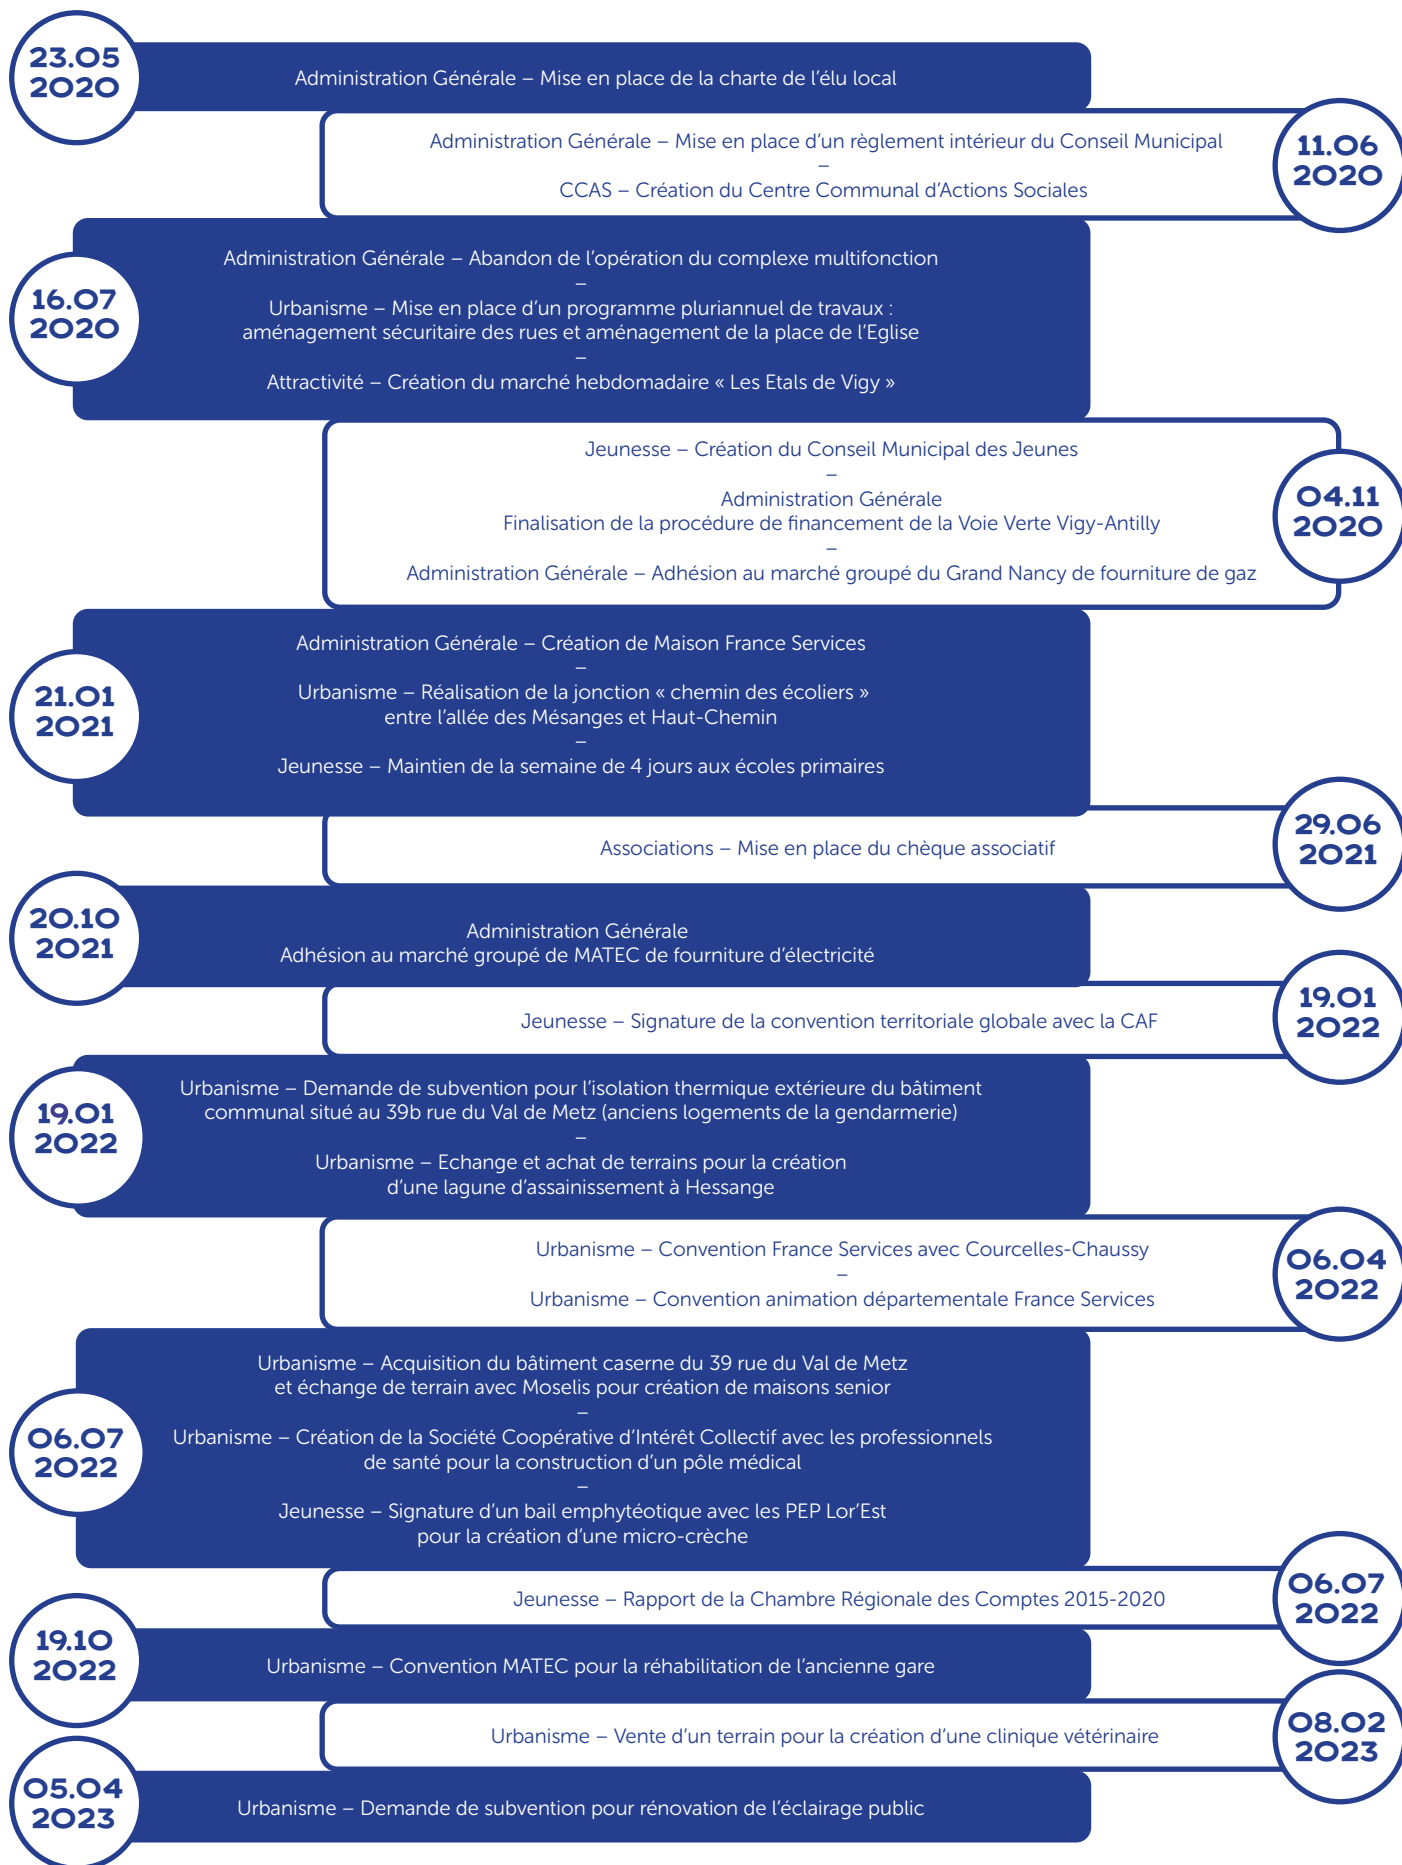 23.05
2020
Administration Générale – Mise en place de la charte de l’élu local
Administration Générale – Mise en place d’un règlement intérieur du Conseil Municipal
–
CCAS – Création du Centre Communal d’Actions Sociales
11.06
2020
16.07
2020
Administration Générale – Abandon de l’opération du complexe multifonction
–
Urbanisme – Mise en place d’un programme pluriannuel de travaux :
aménagement sécuritaire des rues et aménagement de la place de l’Eglise
–
Attractivité – Création du marché hebdomadaire « Les Etals de Vigy »
Jeunesse – Création du Conseil Municipal des Jeunes
–
Administration Générale
Finalisation de la procédure de financement de la Voie Verte Vigy-Antilly
–
Administration Générale – Adhésion au marché groupé du Grand Nancy de fourniture de gaz
04.11
2020
21.01
2021
Administration Générale – Création de Maison France Services
–
Urbanisme – Réalisation de la jonction « chemin des écoliers »
entre l’allée des Mésanges et Haut-Chemin
–
Jeunesse – Maintien de la semaine de 4 jours aux écoles primaires
Associations – Mise en place du chèque associatif
29.06
2021
20.10
2021
Administration Générale
Adhésion au marché groupé de MATEC de fourniture d’électricité
Jeunesse – Signature de la convention territoriale globale avec la CAF
19.01
2022
19.01
2022
Urbanisme – Demande de subvention pour l’isolation thermique extérieure du bâtiment
communal situé au 39b rue du Val de Metz (anciens logements de la gendarmerie)
–
Urbanisme – Echange et achat de terrains pour la création
d’une lagune d’assainissement à Hessange
Urbanisme – Convention France Services avec Courcelles-Chaussy
–
Urbanisme – Convention animation départementale France Services
06.04
2022
06.07
2022
Urbanisme – Acquisition du bâtiment caserne du 39 rue du Val de Metz
et échange de terrain avec Moselis pour création de maisons senior
–
Urbanisme – Création de la Société Coopérative d’Intérêt Collectif avec les professionnels
de santé pour la construction d’un pôle médical
–
Jeunesse – Signature d’un bail emphytéotique avec les PEP Lor’Est
pour la création d’une micro-crèche
Jeunesse – Rapport de la Chambre Régionale des Comptes 2015-2020
06.07
2022
19.10
2022
Urbanisme – Convention MATEC pour la réhabilitation de l’ancienne gare
Urbanisme – Vente d’un terrain pour la création d’une clinique vétérinaire
08.02
2023
05.04
2023
Urbanisme – Demande de subvention pour rénovation de l’éclairage public